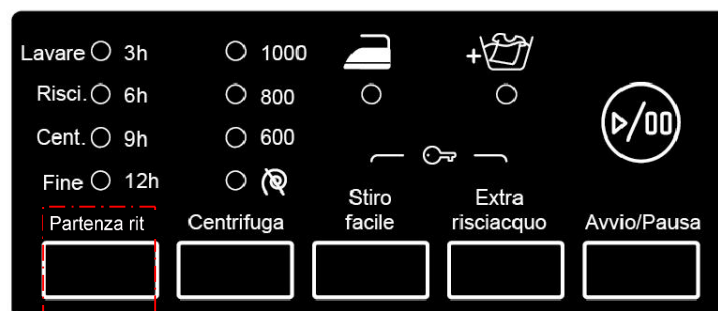 Lavare 3h 1000
Risci. 6h 800
Cent. 9h 600
Fine 12h
Partenza rit
Centrifuga
Stiro
facile
Extra
risciacquo
Avvio/Pausa